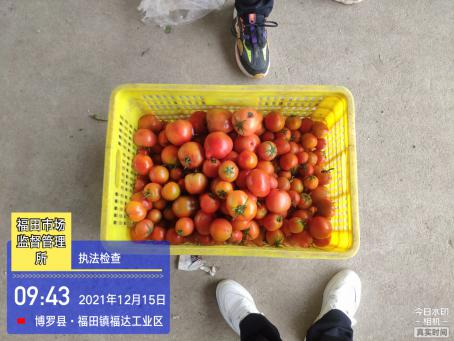 福田市场
监督管理
所
执法检查
09:43
2021年12月15日
博罗县·福田镇福达工业区
今日水印
-相机-
真实时间